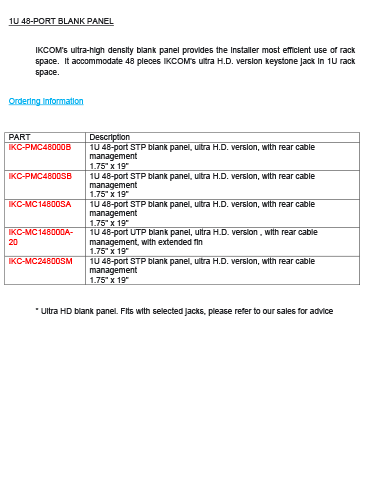 1U 48-PORT BLANK PANEL
IKCOM's ultra-high density blank panel provides the installer most efficient use of rack
space. It accommodate 48 pieces IKCOM's ultra H.D. version keystone jack in 1U rack
space.
Ordering Information
PART Description
IKC-PMC48000B 1U 48-port STP blank panel, ultra H.D. version, with rear cable
management
1.75" x 19"
IKC-PMC4800SB 1U 48-port STP blank panel, ultra H.D. version, with rear cable
management
1.75" x 19"
IKC-MC14800SA 1U 48-port STP blank panel, ultra H.D. version, with rear cable
management
1.75" x 19"
IKC-MC148000A- 1U 48-port UTP blank panel, ultra H.D. version , with rear cable
20 management, with extended fin
1.75" x 19"
IKC-MC24800SM 1U 48-port STP blank panel, ultra H.D. version, with rear cable
management
1.75" x 19"
* Ultra HD blank panel. Fits with selected jacks, please refer to our sales for advice